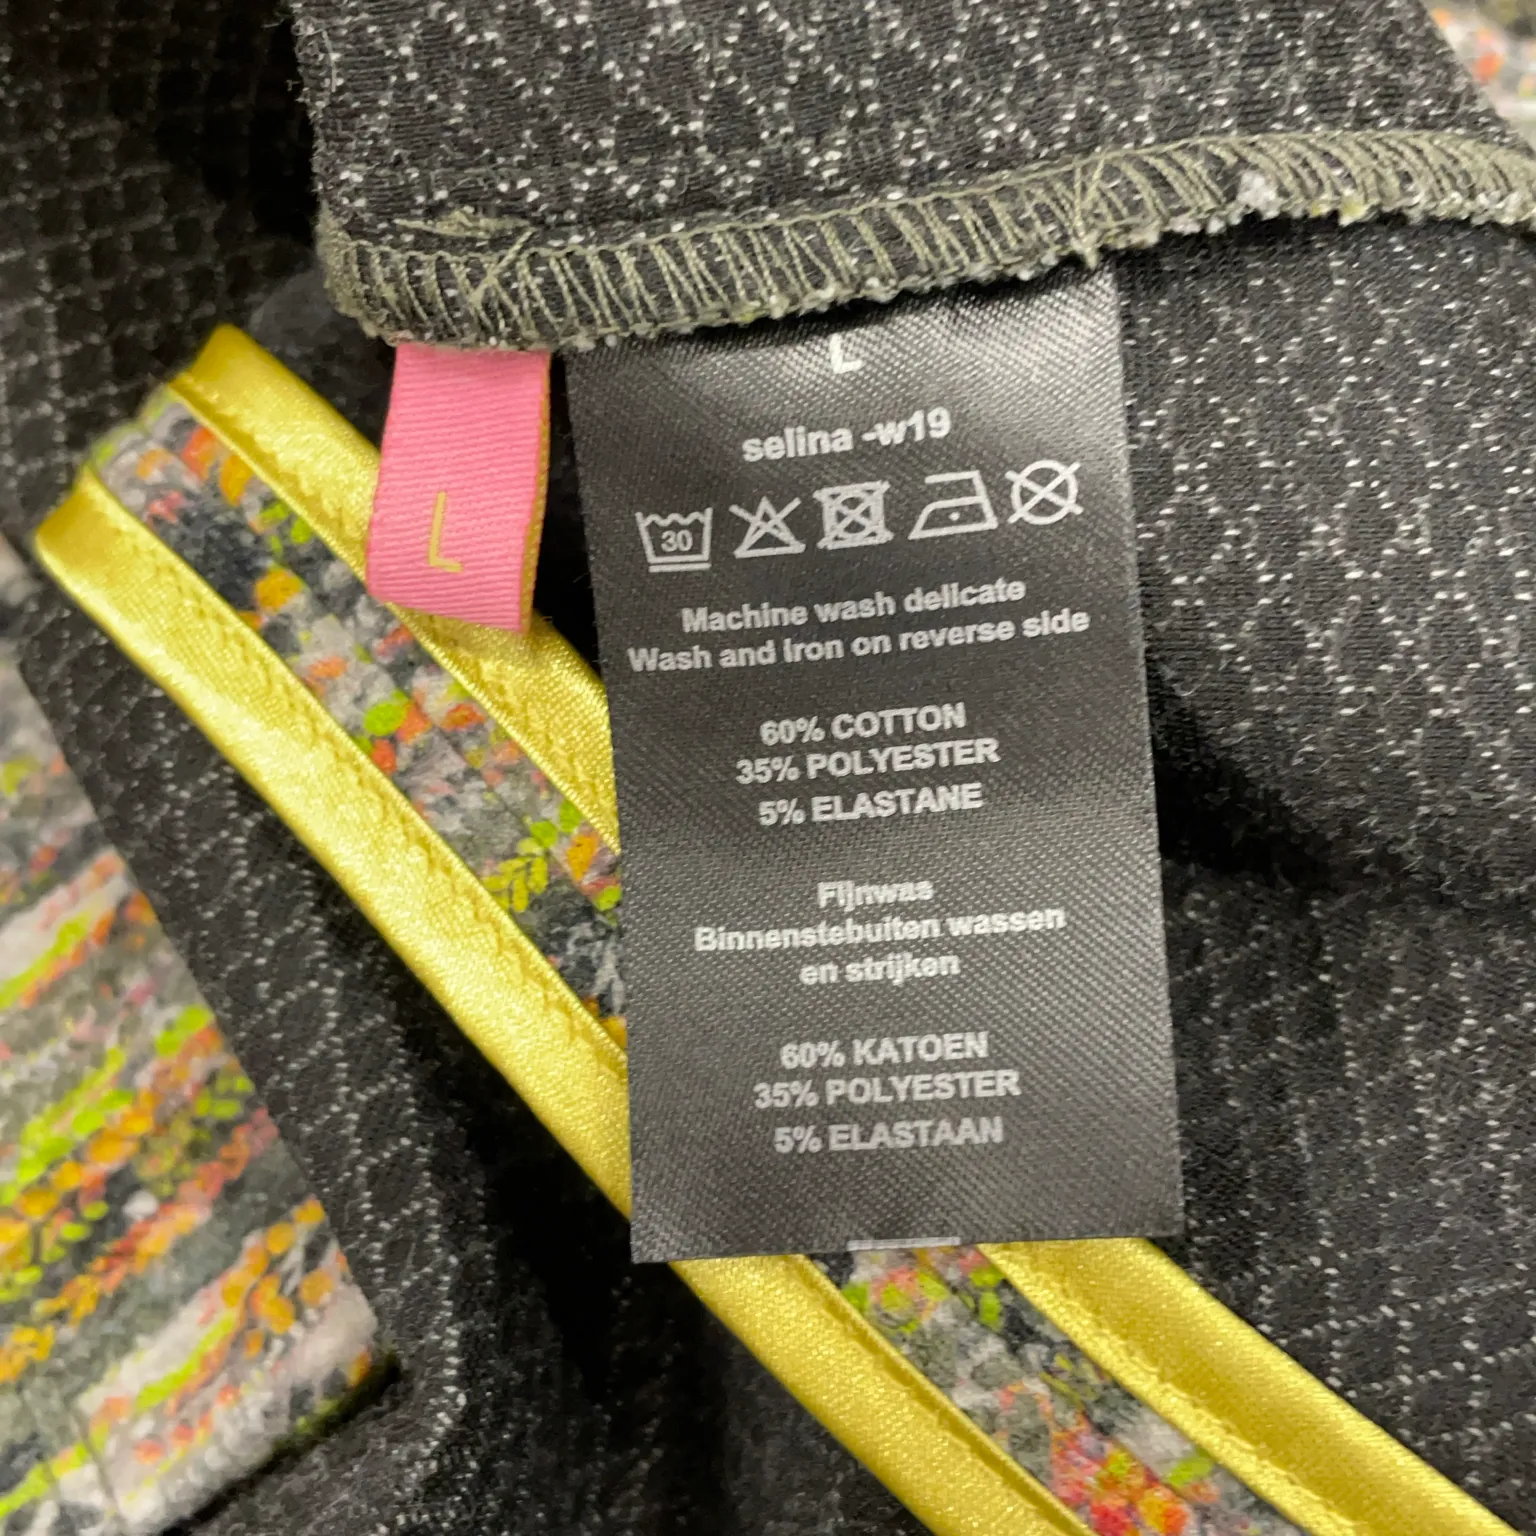 L
L
selina -w19
30
Machine wash delicate
Wash and Iron on reverse side
60% COTTON
35% POLYESTER
5% ELASTANE
Fijnwas
Binnenstebuiten wassen
en strijken
60% KATOEN
35% POLYESTER
5% ELASTAAN